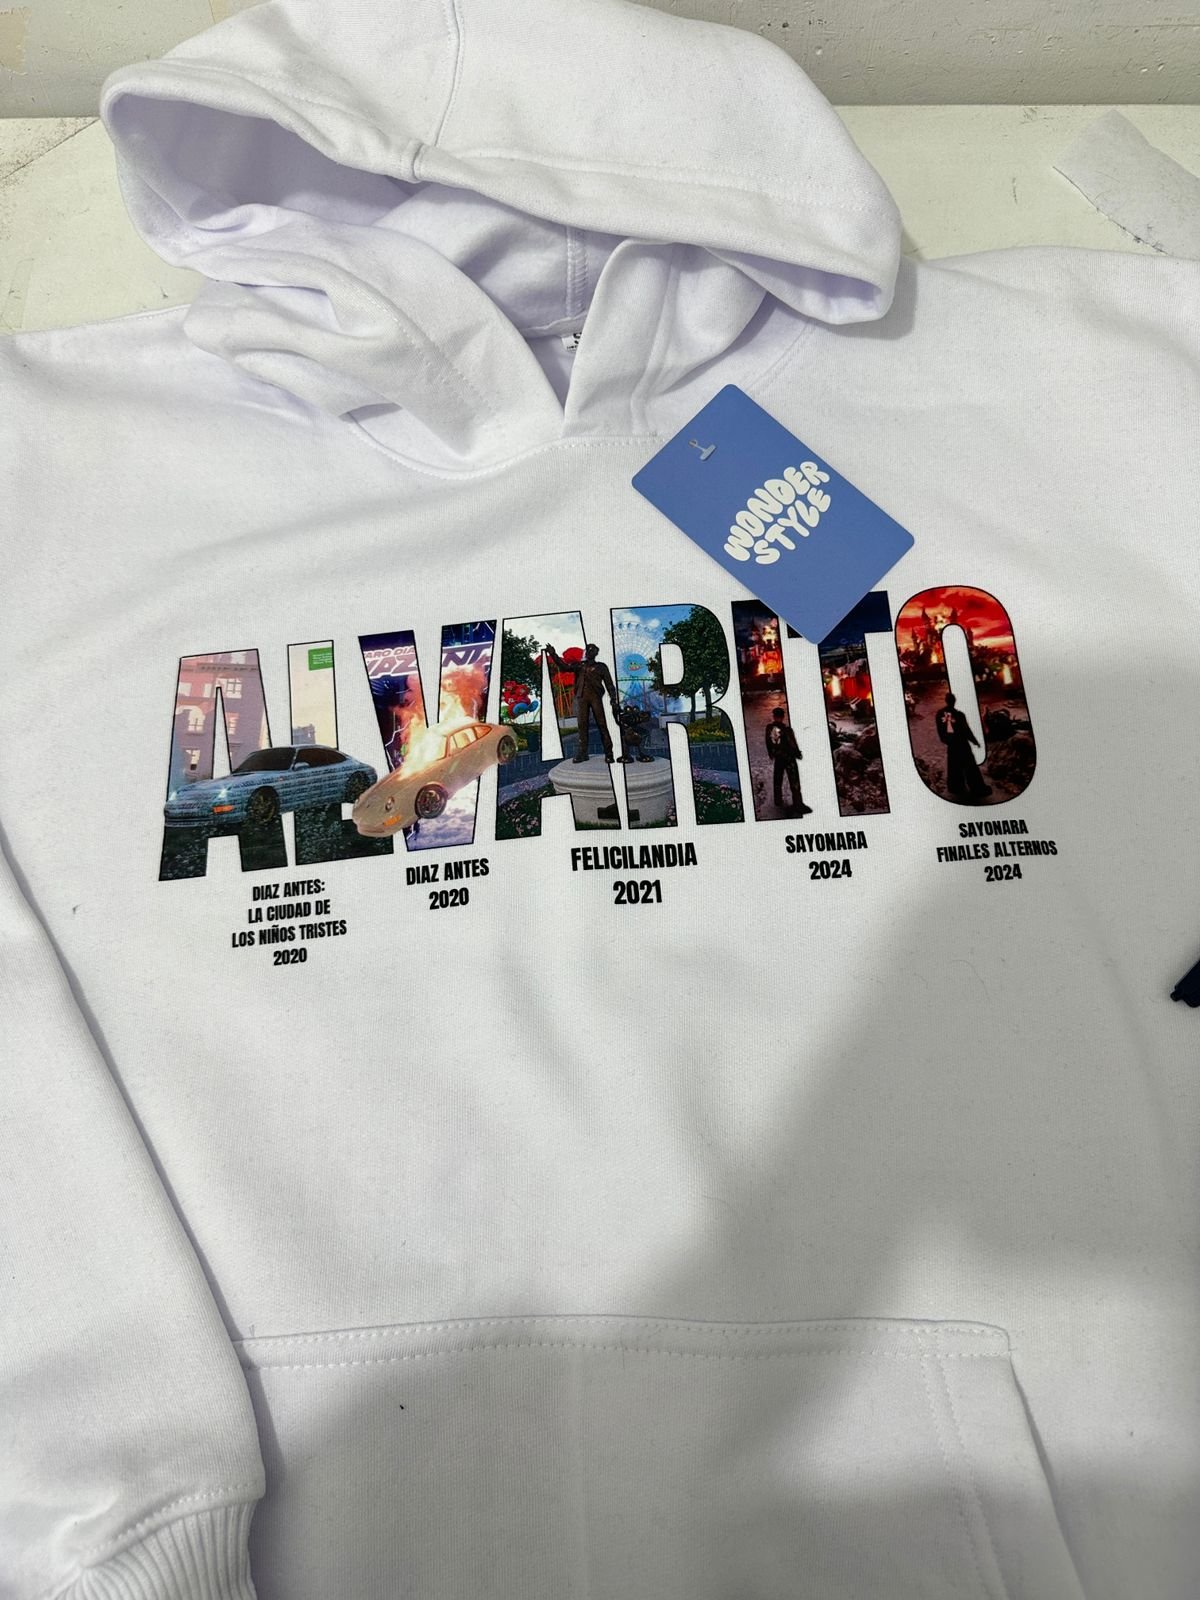 WONDER
STYLE
ALVARITO
DIAZ ANTES:
LA CIUDAD DE
LOS NIÑOS TRISTES
2020
DIAZ ANTES
2020
FELICILANDIA
2021
SAYONARA
2024
SAYONARA
FINALES ALTERNOS
2024